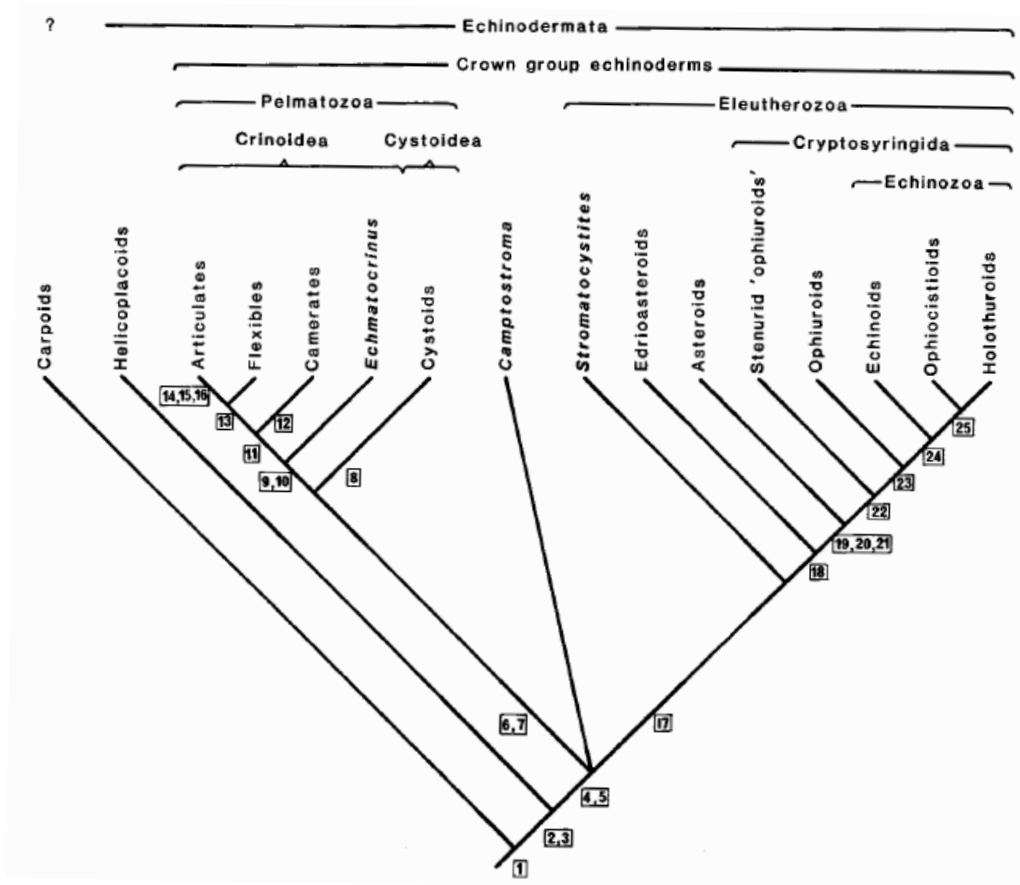 ? Echinodermata
Crown group echinoderms
Pelmatozoa Eleutherozoa
Crinoidea Cystoidea Cryptosyringida
Echinozoa
Carpoids
Helicoplacoids
Articulates
Flexibles
Camerates
Echmatocrinus
Cystoids
Camptostroma
Stromatocystites
Edrioasteroids
Asteroids
Stenurid 'ophiuroids'
Ophiuroids
Echinoids
Ophiocistioids
Holothuroids
14,15,16
13
12
11
9,10
8
25
24
23
22
19,20,21
18
6,7
17
4,5
2,3
1